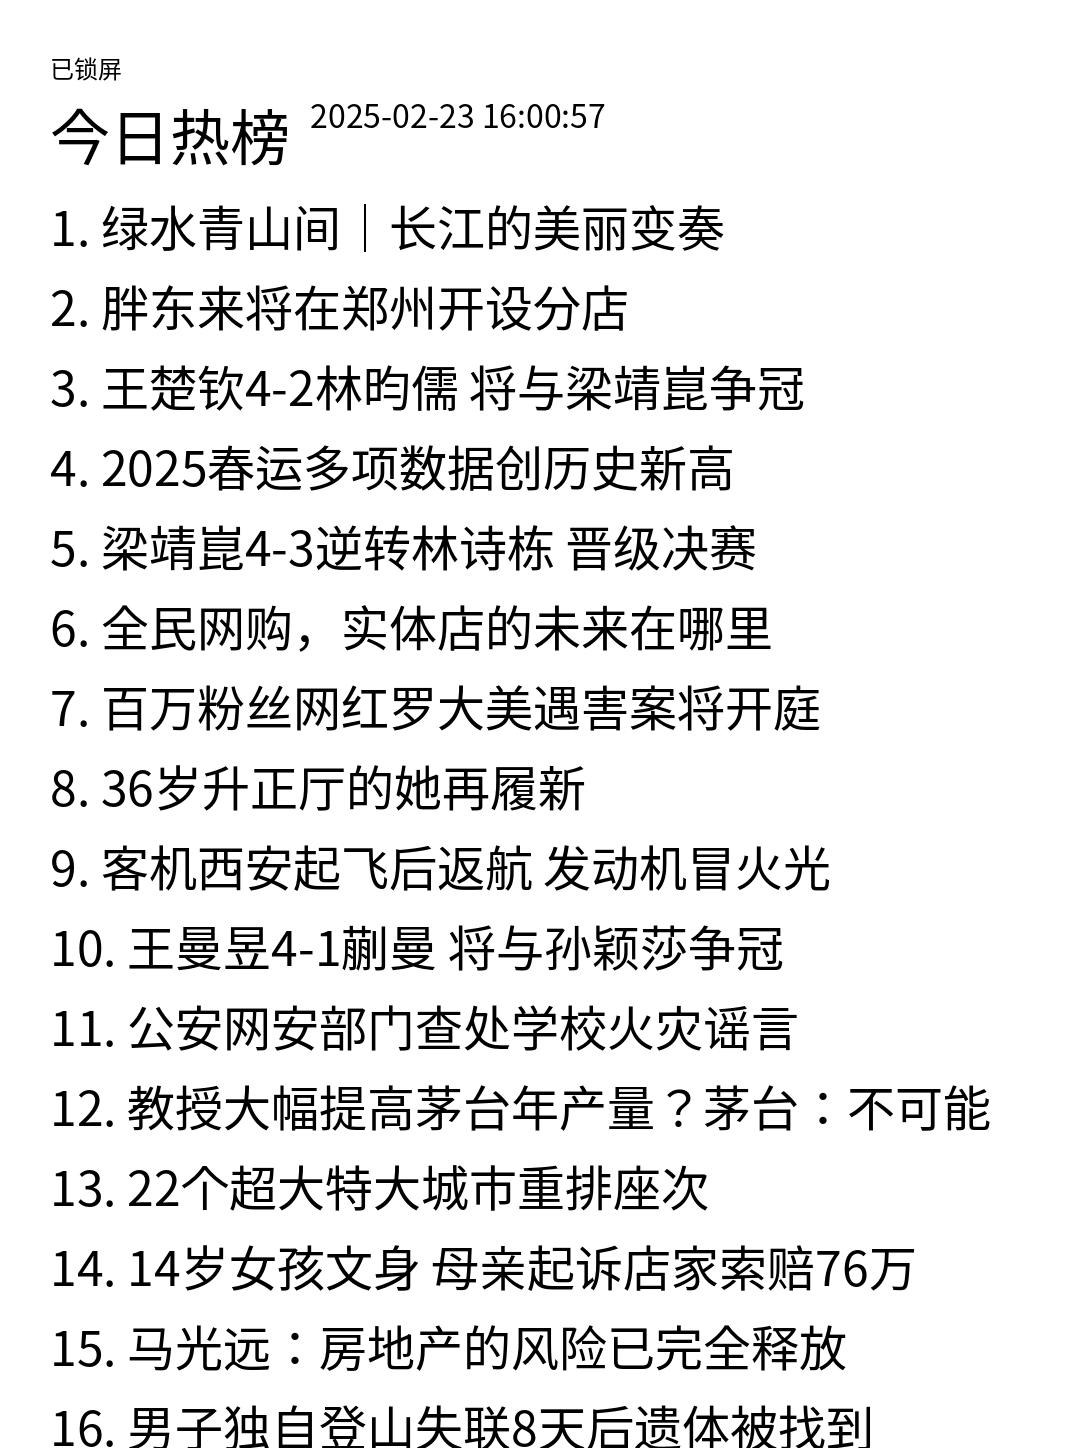 已锁屏
今日热榜 2025-02-23 16:00:57
1. 绿水青山间｜长江的美丽变奏
2. 胖东来将在郑州开设分店
3. 王楚钦4-2林昀儒 将与梁靖崑争冠
4. 2025春运多项数据创历史新高
5. 梁靖崑4-3逆转林诗栋 晋级决赛
6. 全民网购，实体店的未来在哪里
7. 百万粉丝网红罗大美遇害案将开庭
8. 36岁升正厅的她再履新
9. 客机西安起飞后返航 发动机冒火光
10. 王曼昱4-1蒯曼 将与孙颖莎争冠
11. 公安网安部门查处学校火灾谣言
12. 教授大幅提高茅台年产量？茅台：不可能
13. 22个超大特大城市重排座次
14. 14岁女孩文身 母亲起诉店家索赔76万
15. 马光远：房地产的风险已完全释放
16. 男子独自登山失联8天后遗体被找到